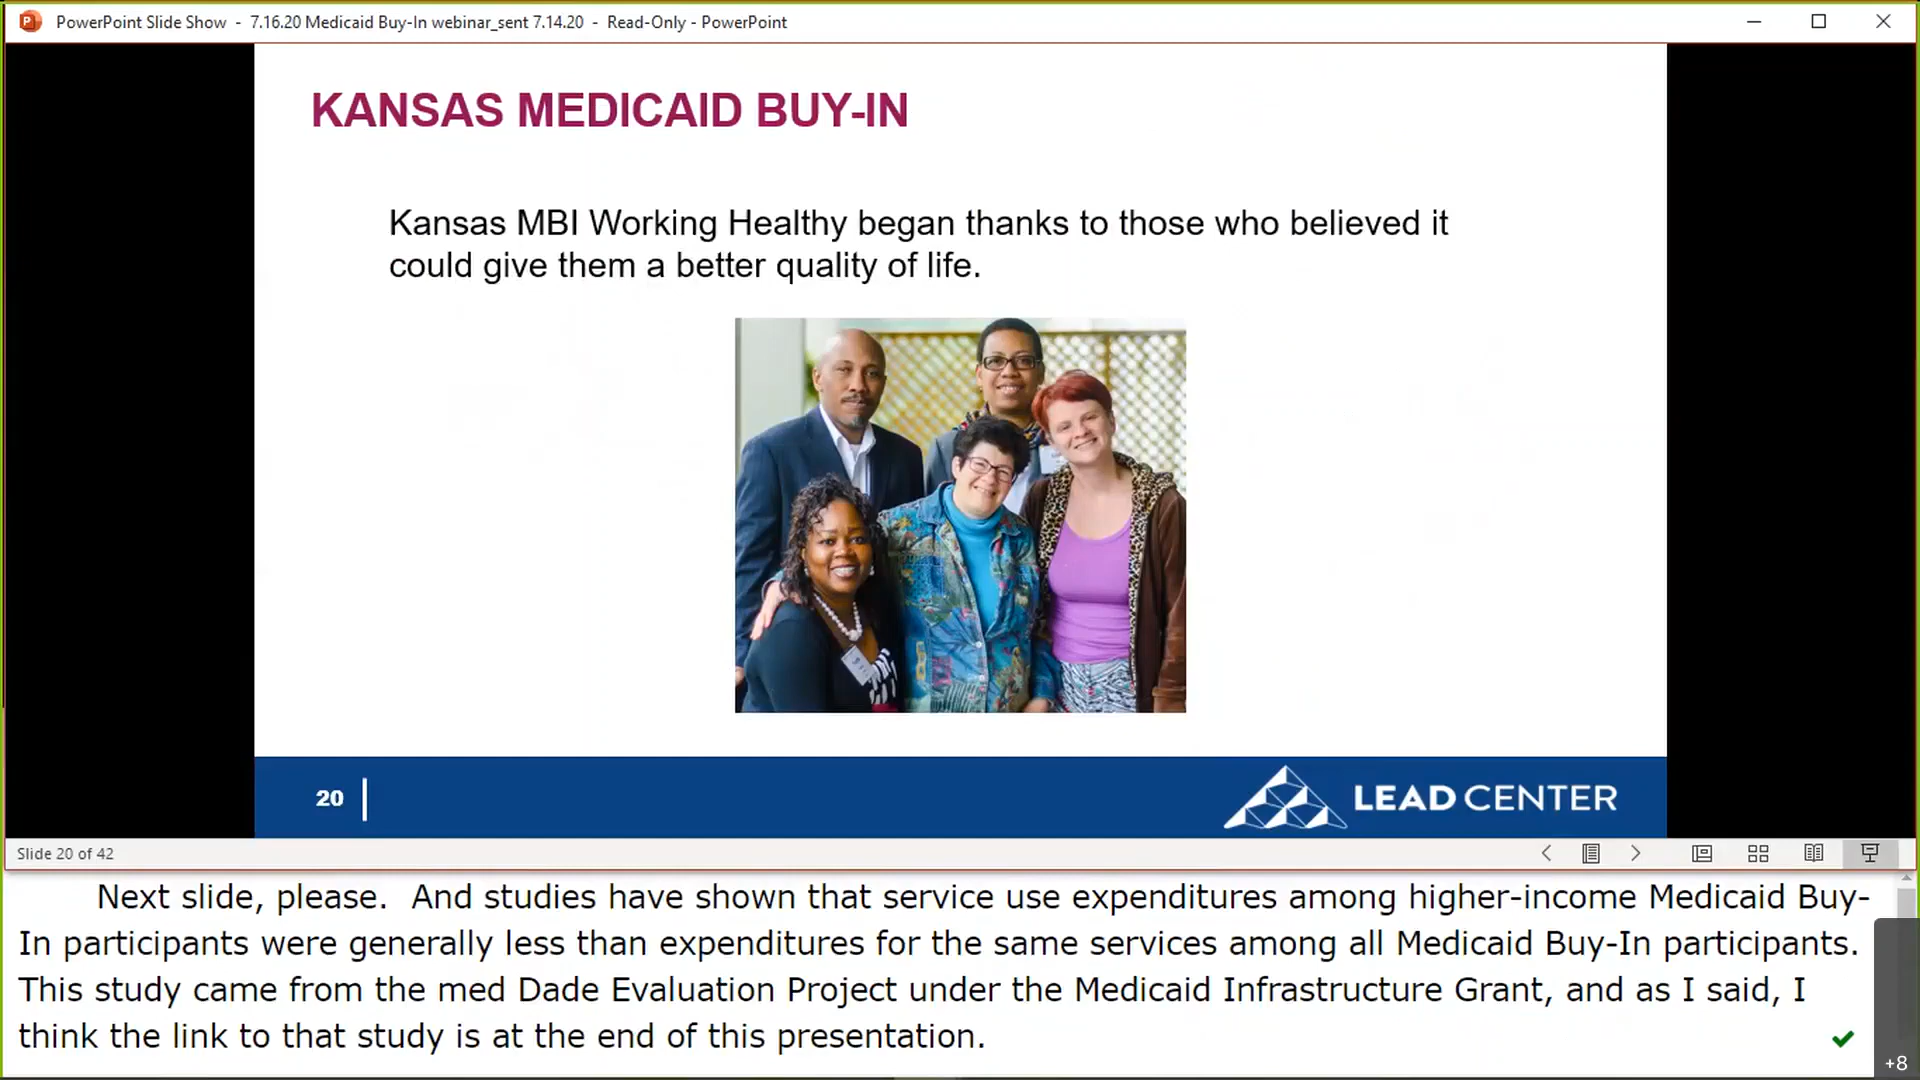 PowerPoint Slide Show - 7.16.20 Medicaid Buy-In webinar_sent 7.14.20 - Read-Only - PowerPoint
KANSAS MEDICAID BUY-IN
Kansas MBI Working Healthy began thanks to those who believed it
could give them a better quality of life.
20
LEAD CENTER
Slide 20 of 42
Next slide, please. And studies have shown that service use expenditures among higher-income Medicaid Buy-
In participants were generally less than expenditures for the same services among all Medicaid Buy-In participants.
This study came from the med Dade Evaluation Project under the Medicaid Infrastructure Grant, and as I said, I
think the link to that study is at the end of this presentation.
+8